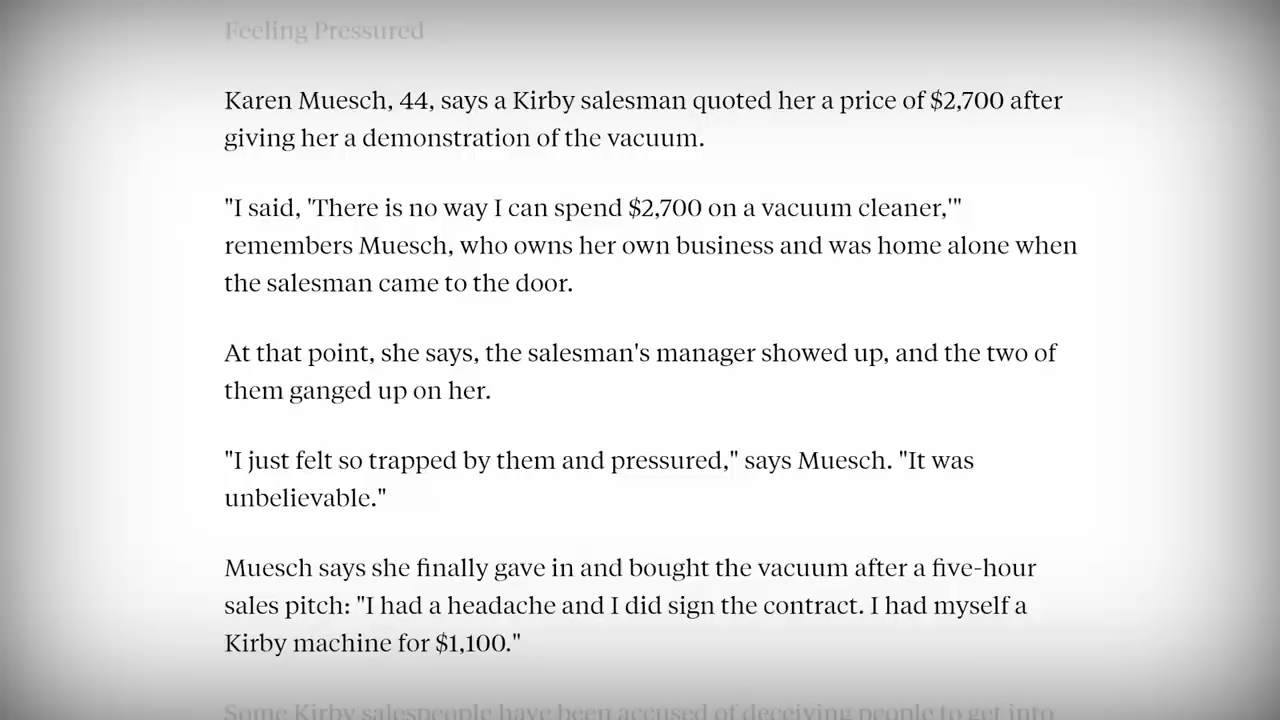 Feeling Pressured
Karen Muesch, 44, says a Kirby salesman quoted her a price of $2,700 after
giving her a demonstration of the vacuum.
"I said, 'There is no way I can spend $2,700 on a vacuum cleaner,'"
remembers Muesch, who owns her own business and was home alone when
the salesman came to the door.
At that point, she says, the salesman's manager showed up, and the two of
them ganged up on her.
"I just felt so trapped by them and pressured," says Muesch. "It was
unbelievable."
Muesch says she finally gave in and bought the vacuum after a five-hour
sales pitch: "I had a headache and I did sign the contract. I had myself a
Kirby machine for $1,100."
Some Kirby salespeople have been accused of deceiving people to get into